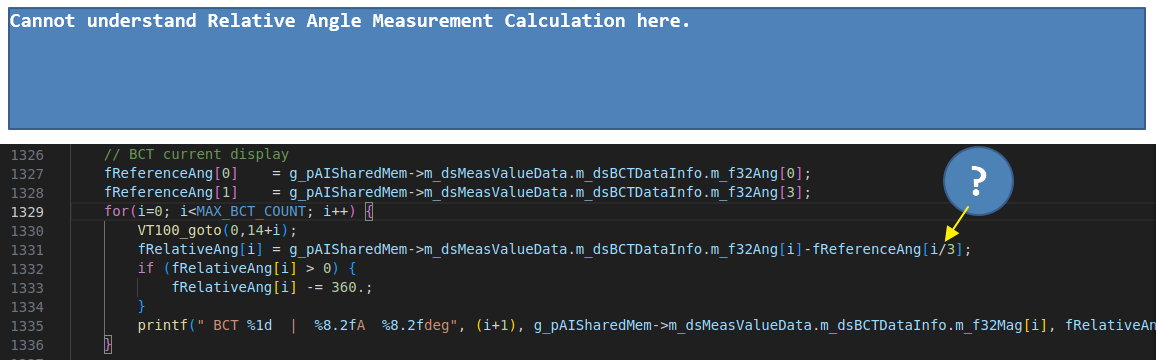 Cannot understand Relative Angle Measurement Calculation here.
?
1326 // BCT current display
1327 fReferenceAng[0]    = g_pAISharedMem->m_dsMeasValueData.m_dsBCTDataInfo.m_f32Ang[0];
1328 fReferenceAng[1]    = g_pAISharedMem->m_dsMeasValueData.m_dsBCTDataInfo.m_f32Ang[3];
1329 for(i=0; i<MAX_BCT_COUNT; i++) {
1330     VT100_goto(0,14+i);
1331     fRelativeAng[i] = g_pAISharedMem->m_dsMeasValueData.m_dsBCTDataInfo.m_f32Ang[i]-fReferenceAng[i/3];
1332     if (fRelativeAng[i] > 0) {
1333         fRelativeAng[i] -= 360.;
1334     }
1335     printf(" BCT %1d  |  %8.2fA  %8.2fdeg", (i+1), g_pAISharedMem->m_dsMeasValueData.m_dsBCTDataInfo.m_f32Mag[i], fRelativeAn
1336 }